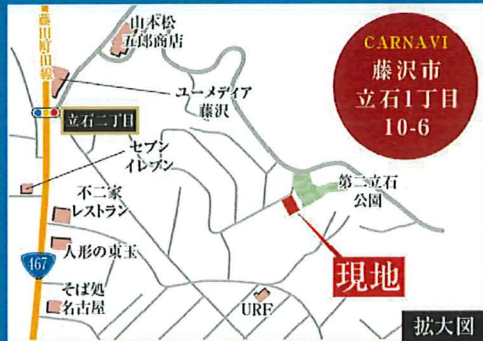 藤田町田線
山本松
五郎商店
ユーメディア
藤沢
立石二丁目
セブン
イレブン
不二家
レストラン
人形の東玉
467
そば処
名古屋
URF
第二立石
公園
現地
CARNAVI
藤沢市
立石1丁目
10-6
拡大図